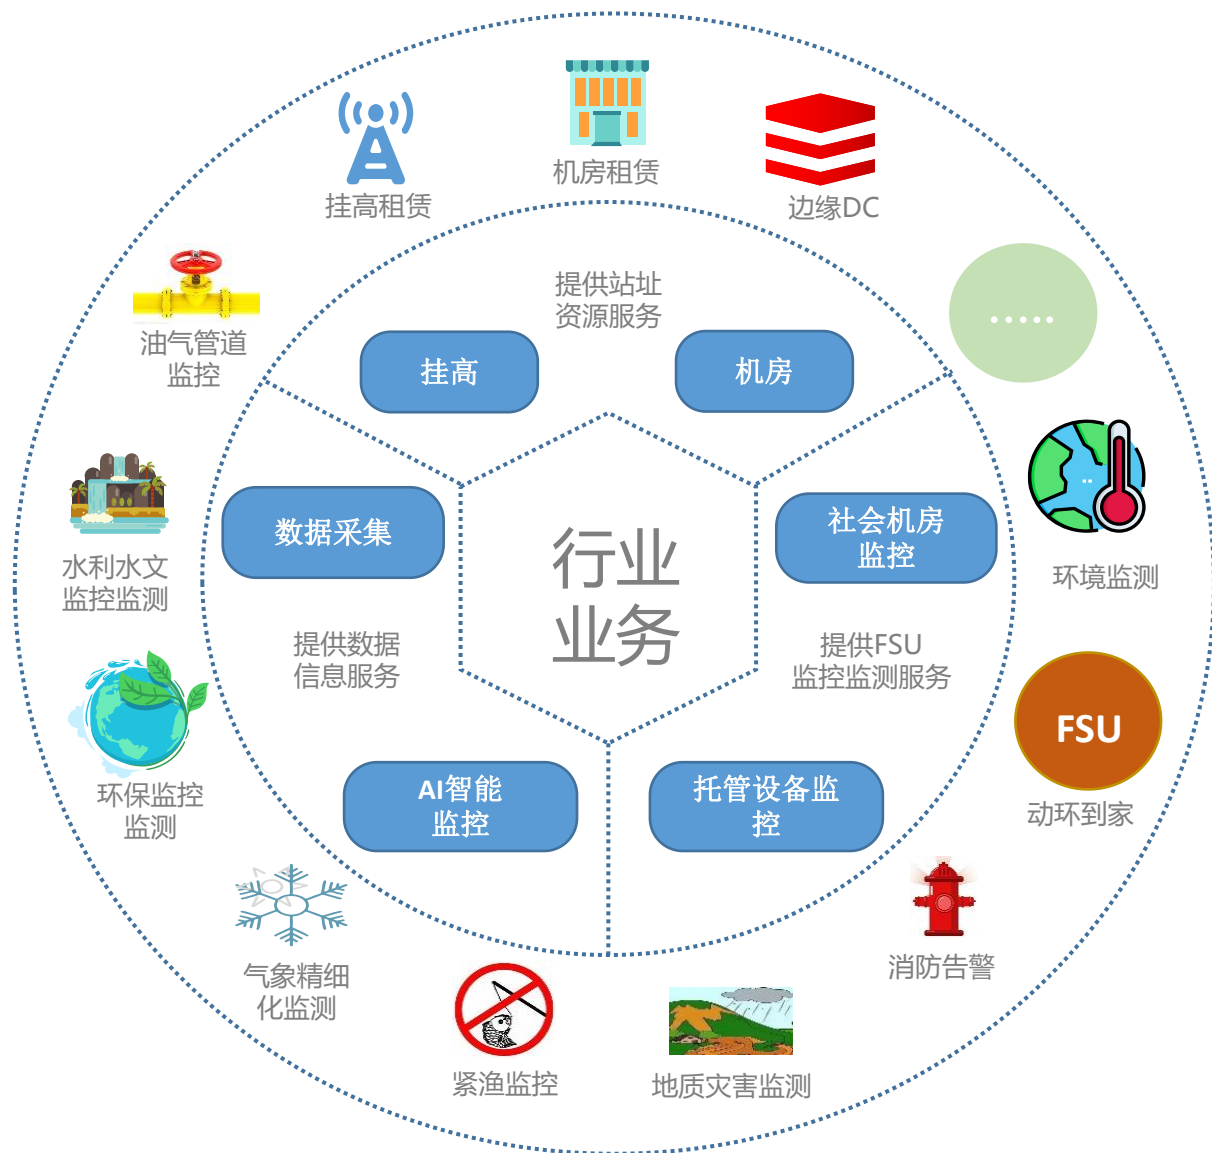 机房租赁
挂高租赁
边缘DC
提供站址
资源服务
.....
油气管道
监控
挂高
机房
数据采集
社会机房
监控
行业
业务
水利水文
监控监测
环境监测
提供数据
信息服务
提供FSU
监控监测服务
FSU
环保监控
监测
AI智能
监控
托管设备监
控
动环到家
气象精细
化监测
消防告警
紧渔监控
地质灾害监测